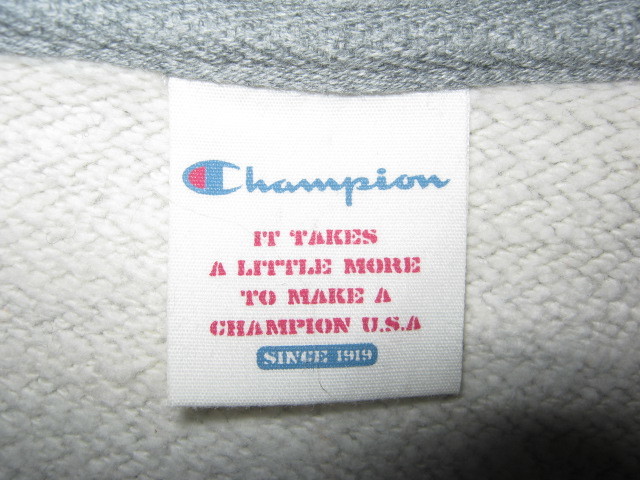 Champion
IT TAKES
A LITTLE MORE
TO MAKE A
CHAMPION U.S.A
SINCE 1919